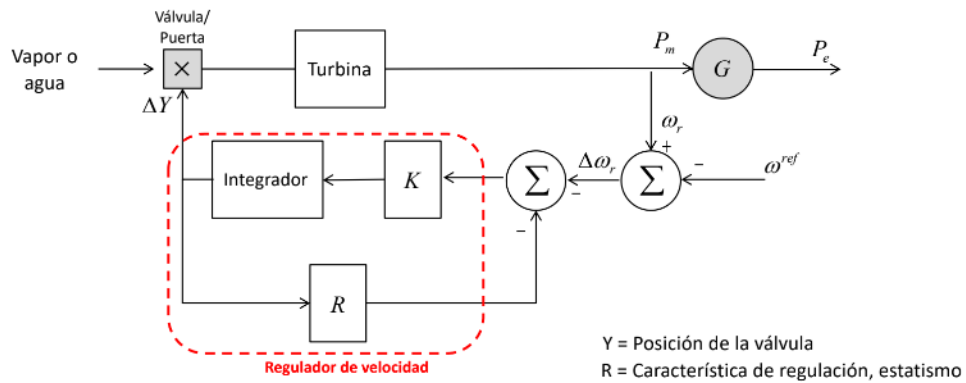 Válvula/
Puerta
Vapor o
agua
×
Turbina
P_m
G
P_e
ΔY
ω_r
+
Integrador
K
Σ
Δω_r
−
Σ
−
ω^{ref}
−
R
Regulador de velocidad
Y = Posición de la válvula
R = Característica de regulación, estatismo